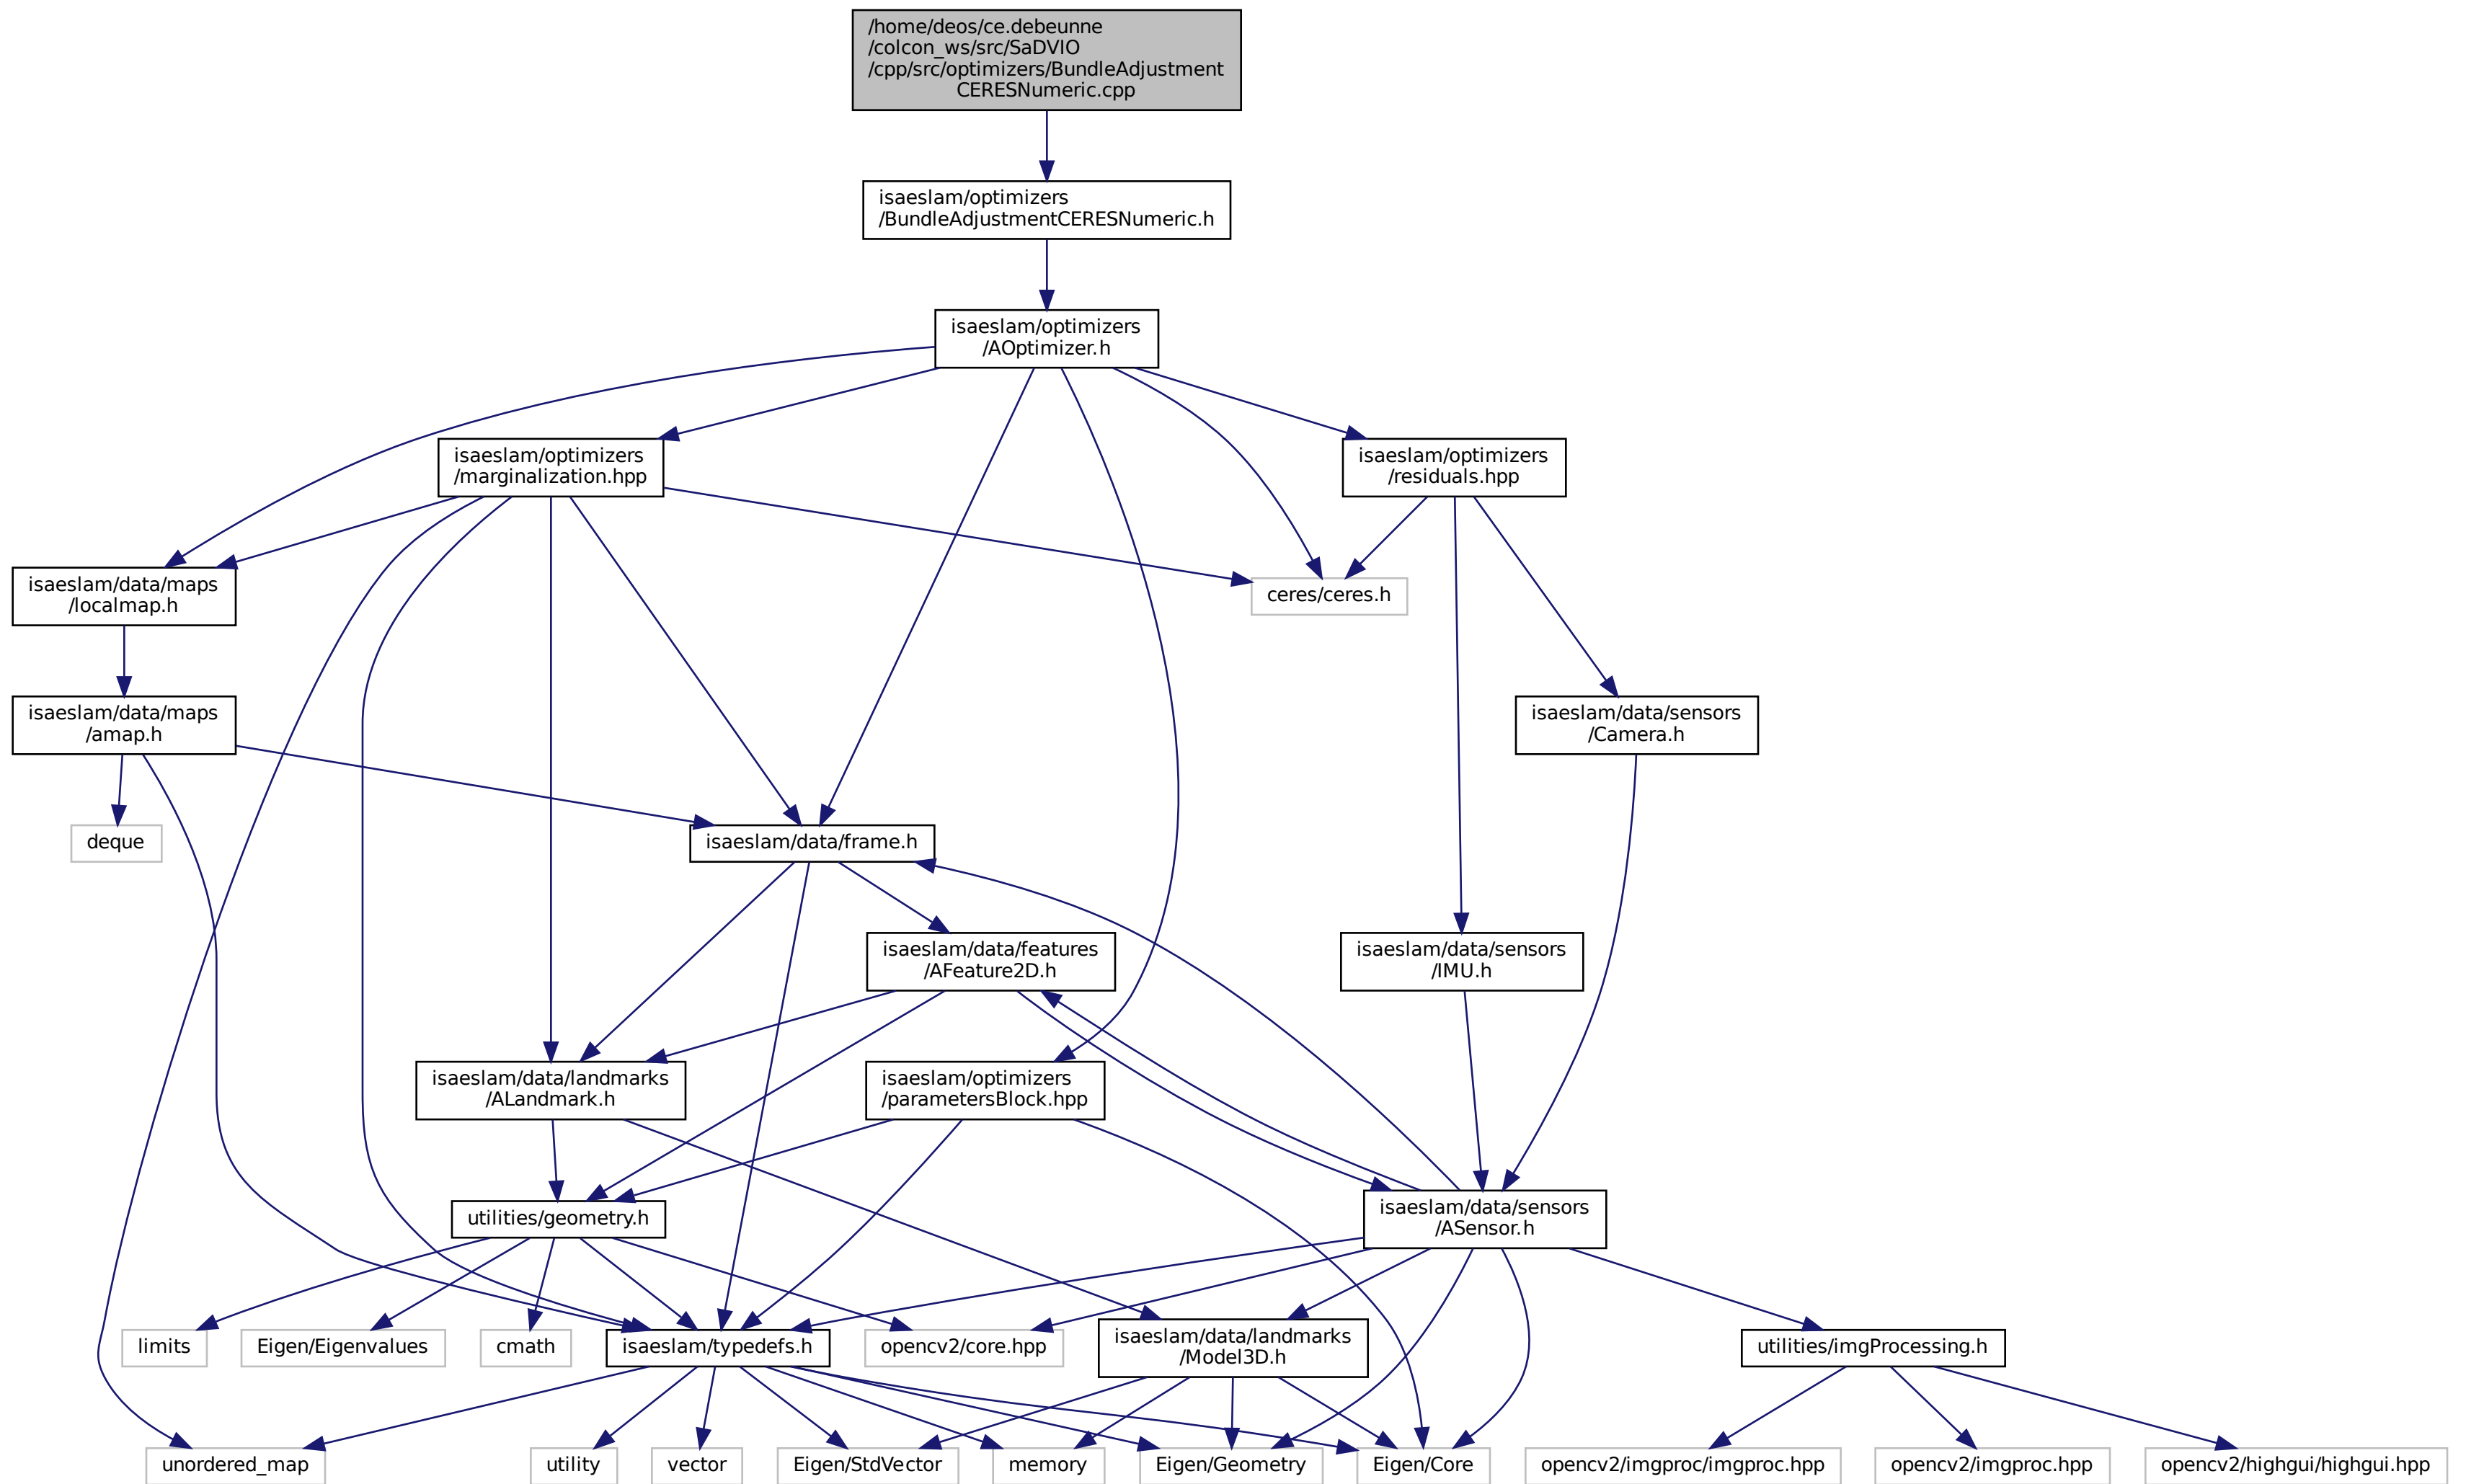 /home/deos/ce.debeunne
/colcon_ws/src/SaDVIO
/cpp/src/optimizers/BundleAdjustment
CERESNumeric.cpp
isaeslam/optimizers
/BundleAdjustmentCERESNumeric.h
isaeslam/optimizers
/AOptimizer.h
isaeslam/optimizers
/marginalization.hpp
isaeslam/optimizers
/residuals.hpp
isaeslam/data/maps
/localmap.h
ceres/ceres.h
isaeslam/data/maps
/amap.h
isaeslam/data/sensors
/Camera.h
deque
isaeslam/data/frame.h
isaeslam/data/features
/AFeature2D.h
isaeslam/data/sensors
/IMU.h
isaeslam/data/landmarks
/ALandmark.h
isaeslam/optimizers
/parametersBlock.hpp
utilities/geometry.h
isaeslam/data/sensors
/ASensor.h
limits
Eigen/Eigenvalues
cmath
isaeslam/typedefs.h
opencv2/core.hpp
isaeslam/data/landmarks
/Model3D.h
utilities/imgProcessing.h
unordered_map
utility
vector
Eigen/StdVector
memory
Eigen/Geometry
Eigen/Core
opencv2/imgproc/imgproc.hpp
opencv2/imgproc.hpp
opencv2/highgui/highgui.hpp